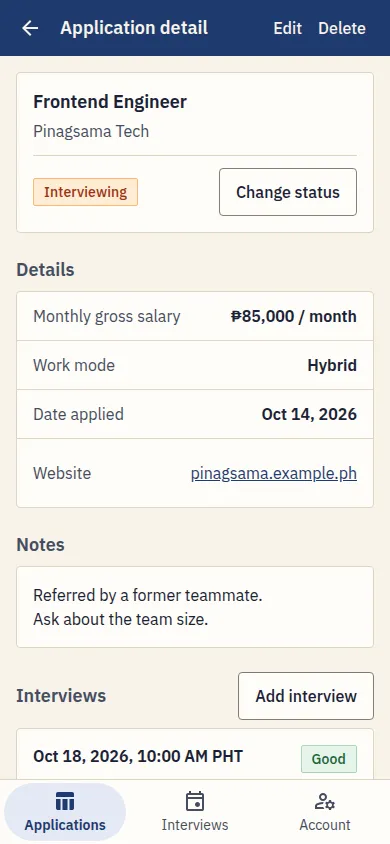 Application detail
Edit
Delete
Frontend Engineer
Pinagsama Tech
Interviewing
Change status
Details
Monthly gross salary
₱85,000 / month
Work mode
Hybrid
Date applied
Oct 14, 2026
Website
pinagsama.example.ph
Notes
Referred by a former teammate.
Ask about the team size.
Interviews
Add interview
Oct 18, 2026, 10:00 AM PHT
Good
Applications
Interviews
Account